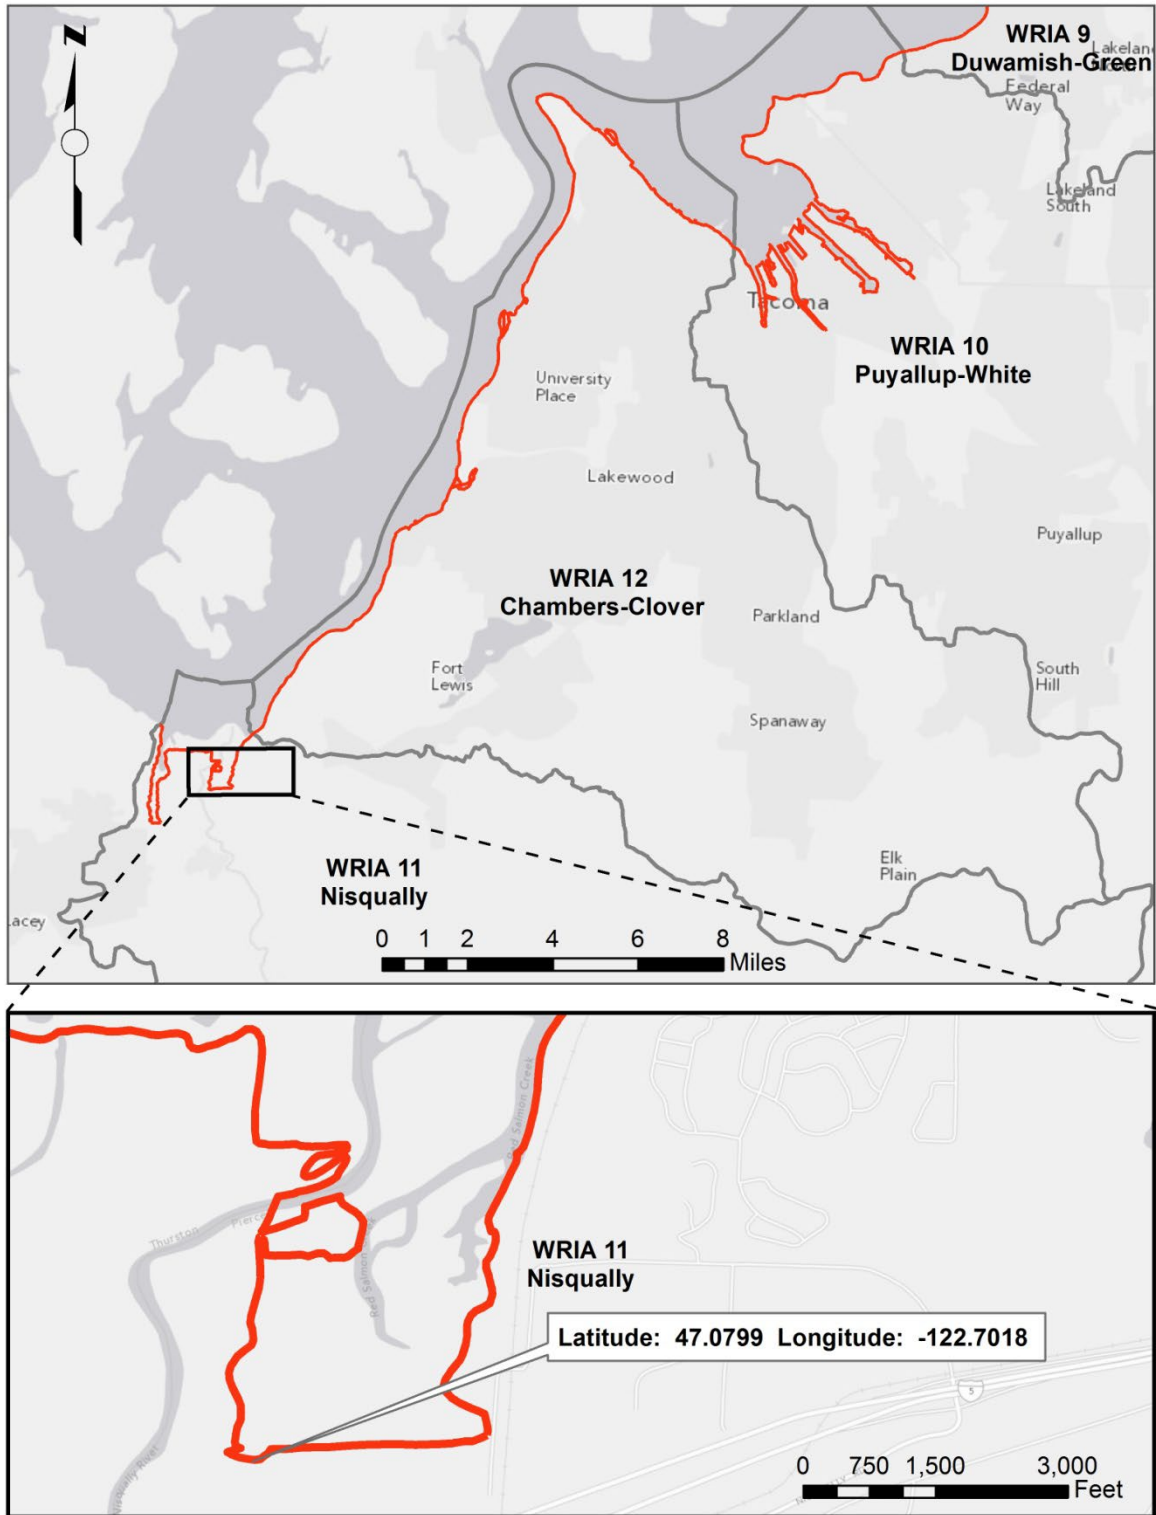 N
WRIA 9
Duwamish-Green
Lakeland
North
Federal
Way
Lakeland
South
Tacoma
WRIA 10
Puyallup-White
University
Place
Lakewood
Puyallup
WRIA 12
Chambers-Clover
Parkland
Fort
Lewis
South
Hill
Spanaway
Elk
Plain
WRIA 11
Nisqually
Lacey
0 1 2 4 6 8
Miles
Red Salmon Creek
Thurston
Pierce
Red Salmon Creek
WRIA 11
Nisqually
Latitude: 47.0799 Longitude: -122.7018
5
Nisqually River
0 750 1,500 3,000
Feet